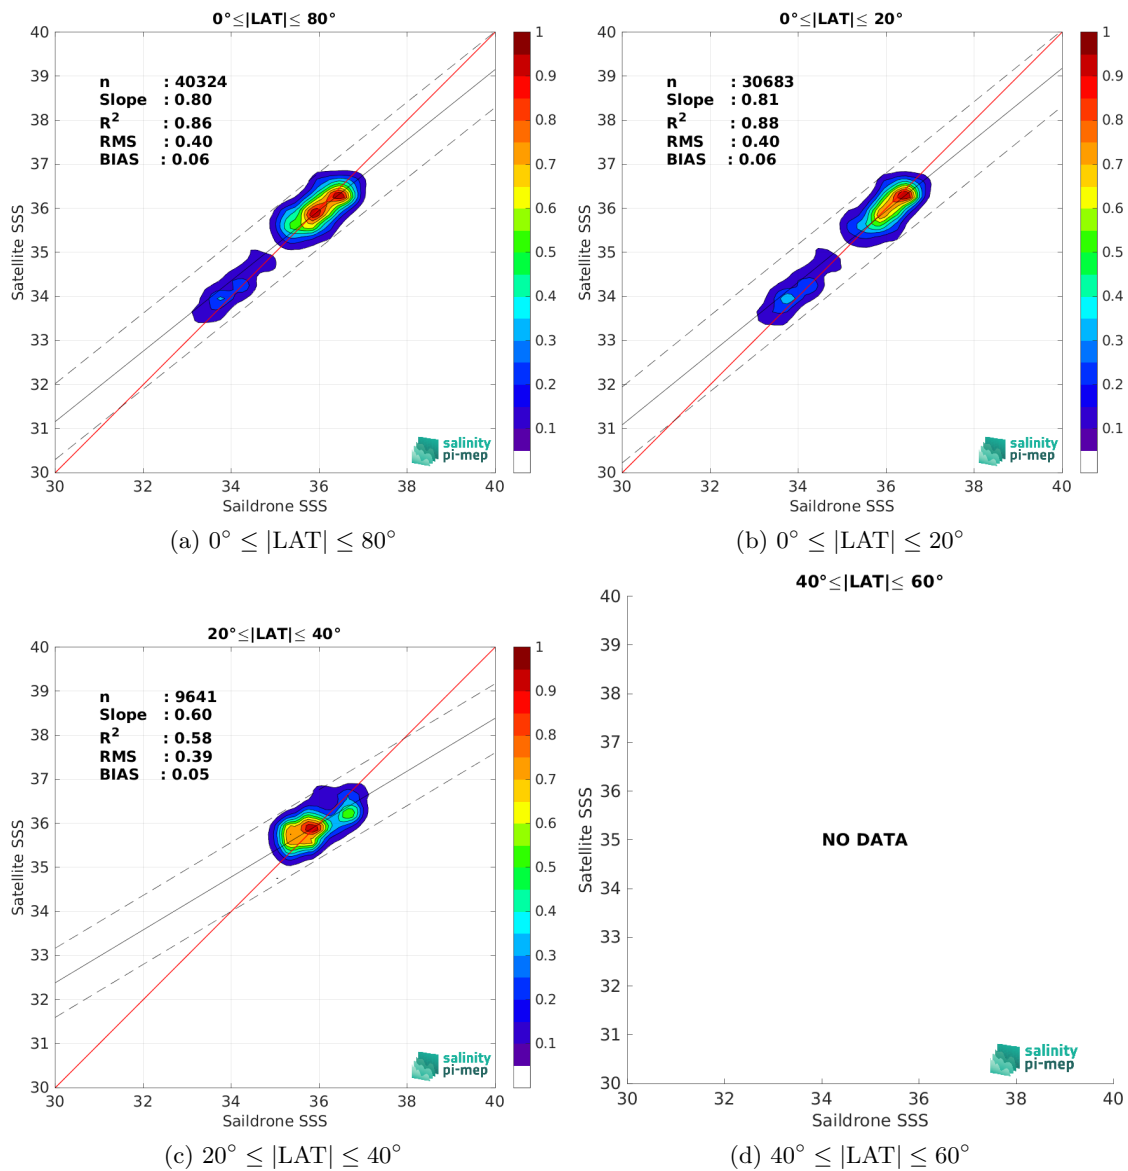 0°≤|LAT|≤ 80°
40
39
38
37
36
35
34
33
32
31
30
Satellite SSS
n : 40324
Slope : 0.80
R² : 0.86
RMS : 0.40
BIAS : 0.06
salinity
pi-mep
30 32 34 36 38 40
Saildrone SSS
1
0.9
0.8
0.7
0.6
0.5
0.4
0.3
0.2
0.1
(a) 0° ≤ |LAT| ≤ 80°
0°≤|LAT|≤ 20°
40
39
38
37
36
35
34
33
32
31
30
Satellite SSS
n : 30683
Slope : 0.81
R² : 0.88
RMS : 0.40
BIAS : 0.06
salinity
pi-mep
30 32 34 36 38 40
Saildrone SSS
1
0.9
0.8
0.7
0.6
0.5
0.4
0.3
0.2
0.1
(b) 0° ≤ |LAT| ≤ 20°
20°≤|LAT|≤ 40°
40
39
38
37
36
35
34
33
32
31
30
Satellite SSS
n : 9641
Slope : 0.60
R² : 0.58
RMS : 0.39
BIAS : 0.05
salinity
pi-mep
30 32 34 36 38 40
Saildrone SSS
1
0.9
0.8
0.7
0.6
0.5
0.4
0.3
0.2
0.1
(c) 20° ≤ |LAT| ≤ 40°
40°≤|LAT|≤ 60°
40
39
38
37
36
35
34
33
32
31
30
Satellite SSS
NO DATA
salinity
pi-mep
30 32 34 36 38 40
Saildrone SSS
(d) 40° ≤ |LAT| ≤ 60°